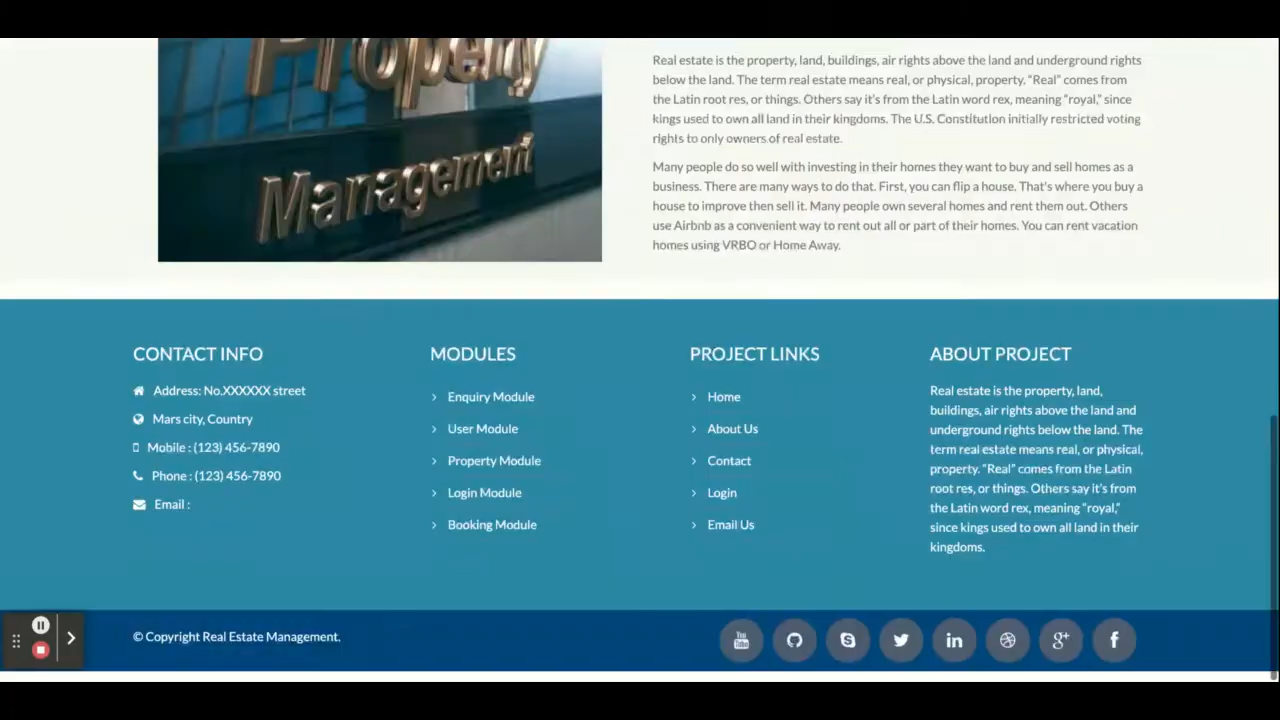 Property
Management
Real estate is the property, land, buildings, air rights above the land and underground rights
below the land. The term real estate means real, or physical, property. “Real” comes from
the Latin root res, or things. Others say it's from the Latin word rex, meaning “royal,” since
kings used to own all land in their kingdoms. The U.S. Constitution initially restricted voting
rights to only owners of real estate.
Many people do so well with investing in their homes they want to buy and sell homes as a
business. There are many ways to do that. First, you can flip a house. That's where you buy a
house to improve then sell it. Many people own several homes and rent them out. Others
use Airbnb as a convenient way to rent out all or part of their homes. You can rent vacation
homes using VRBO or Home Away.
CONTACT INFO
Address: No.XXXXXX street
Mars city, Country
Mobile : (123) 456-7890
Phone : (123) 456-7890
Email :
MODULES
Enquiry Module
User Module
Property Module
Login Module
Booking Module
PROJECT LINKS
Home
About Us
Contact
Login
Email Us
ABOUT PROJECT
Real estate is the property, land,
buildings, air rights above the land and
underground rights below the land. The
term real estate means real, or physical,
property. “Real” comes from the Latin
root res, or things. Others say it's from
the Latin word rex, meaning “royal,”
since kings used to own all land in their
kingdoms.
© Copyright Real Estate Management.
You Tube
in
g+
f